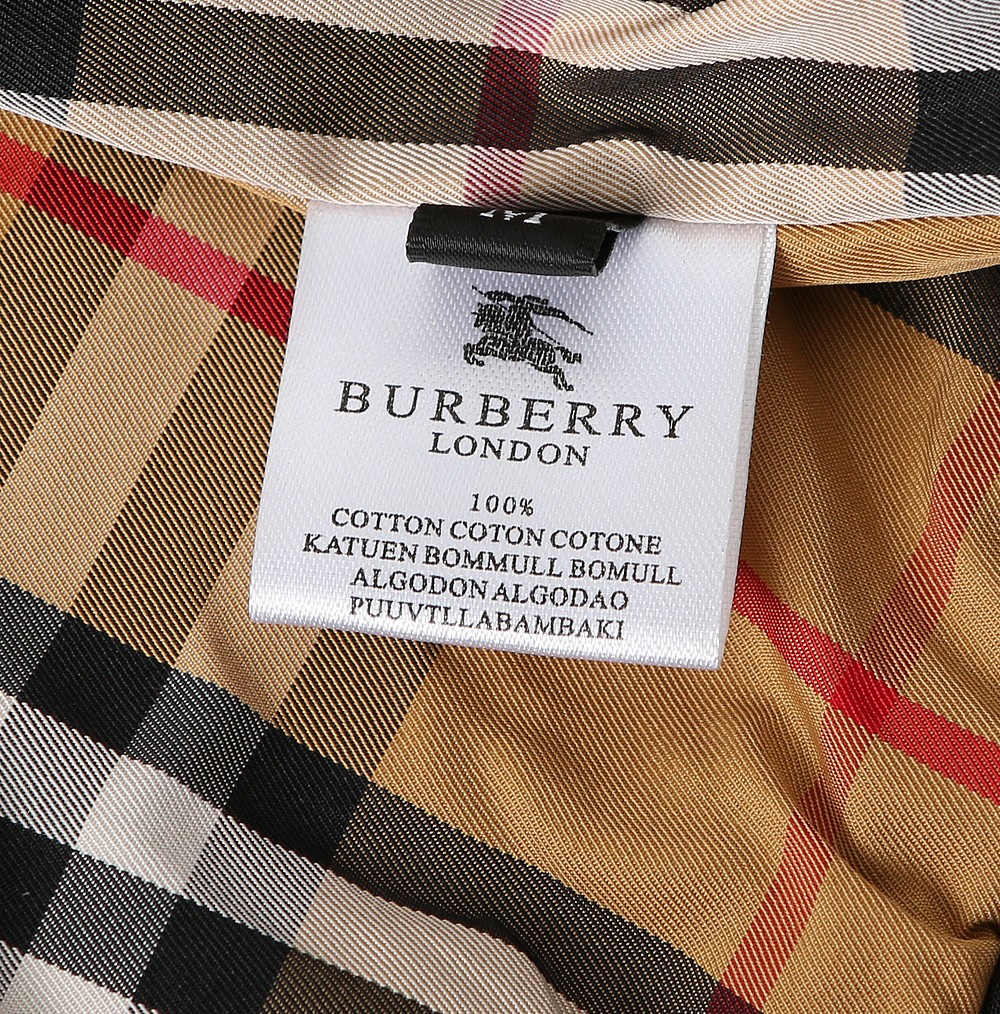 M
BURBERRY
LONDON
100%
COTTON COTON COTONE
KATUEN BOMMULL BOMULL
ALGODON ALGODAO
PUUVTLLABAMBAKI